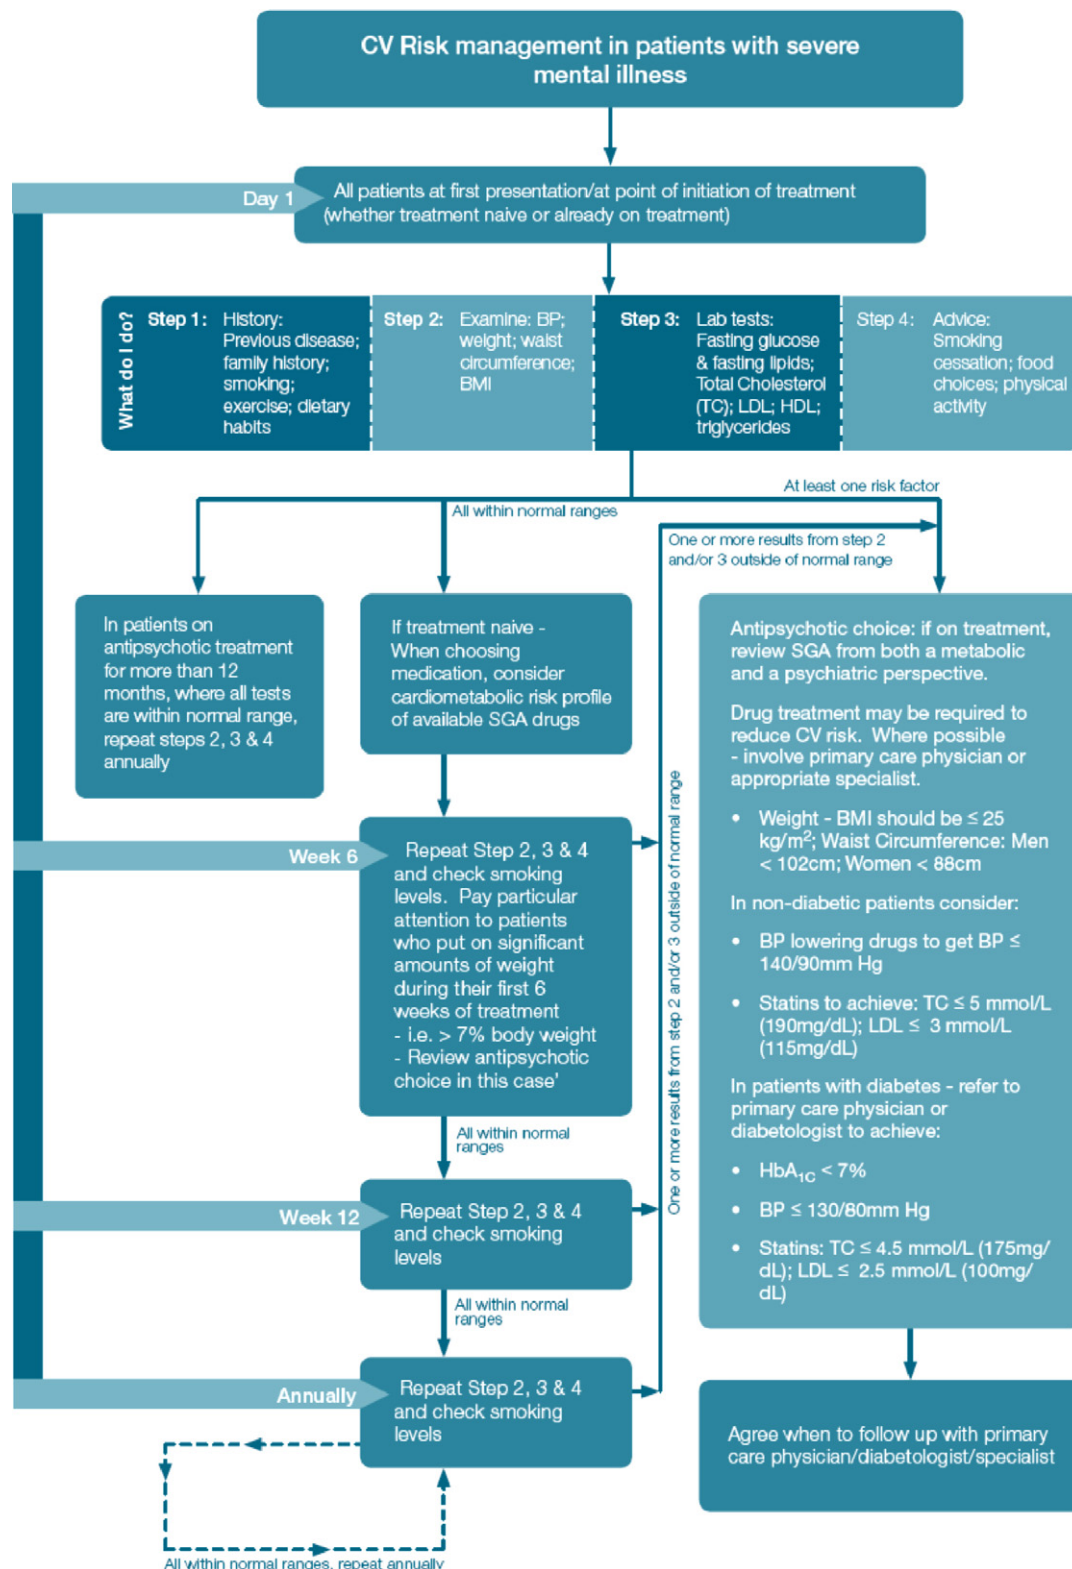 CV Risk management in patients with severe
mental illness
Day 1
All patients at first presentation/at point of initiation of treatment
(whether treatment naive or already on treatment)
What do I do?
Step 1: History:
Previous disease;
family history;
smoking;
exercise; dietary
habits
Step 2: Examine: BP;
weight; waist
circumference;
BMI
Step 3: Lab tests:
Fasting glucose
& fasting lipids;
Total Cholesterol
(TC); LDL; HDL;
triglycerides
Step 4: Advice:
Smoking
cessation; food
choices; physical
activity
At least one risk factor
All within normal ranges
One or more results from step 2
and/or 3 outside of normal range
In patients on
antipsychotic treatment
for more than 12
months, where all tests
are within normal range,
repeat steps 2, 3 & 4
annually
If treatment naive -
When choosing
medication, consider
cardiometabolic risk profile
of available SGA drugs
Week 6
Repeat Step 2, 3 & 4
and check smoking
levels. Pay particular
attention to patients
who put on significant
amounts of weight
during their first 6
weeks of treatment
- i.e. > 7% body weight
- Review antipsychotic
choice in this case'
All within normal
ranges
Week 12
Repeat Step 2, 3 & 4
and check smoking
levels
All within normal
ranges
Annually
Repeat Step 2, 3 & 4
and check smoking
levels
All within normal ranges, repeat annually
One or more results from step 2 and/or 3 outside of normal range
Antipsychotic choice: if on treatment,
review SGA from both a metabolic
and a psychiatric perspective.
Drug treatment may be required to
reduce CV risk. Where possible
- involve primary care physician or
appropriate specialist.
• Weight - BMI should be ≤ 25
kg/m²; Waist Circumference: Men
< 102cm; Women < 88cm
In non-diabetic patients consider:
• BP lowering drugs to get BP ≤
140/90mm Hg
• Statins to achieve: TC ≤ 5 mmol/L
(190mg/dL); LDL ≤ 3 mmol/L
(115mg/dL)
In patients with diabetes - refer to
primary care physician or
diabetologist to achieve:
• HbA1C < 7%
• BP ≤ 130/80mm Hg
• Statins: TC ≤ 4.5 mmol/L (175mg/
dL); LDL ≤ 2.5 mmol/L (100mg/
dL)
Agree when to follow up with primary
care physician/diabetologist/specialist